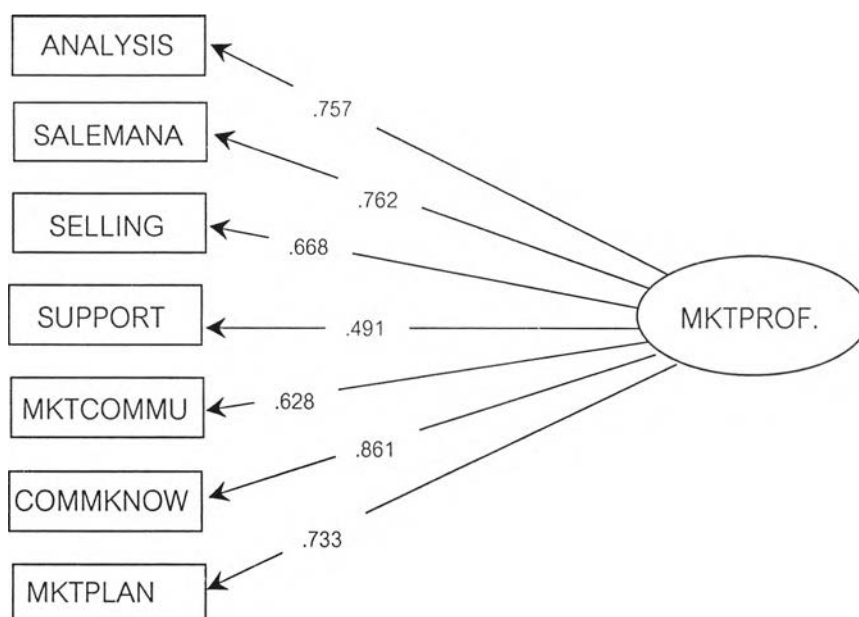 ANALYSIS
.757
SALEMANA
.762
SELLING
.668
SUPPORT
.491
MKTPROF.
MKTCOMMU
.628
COMMKNOW
.861
MKTPLAN
.733